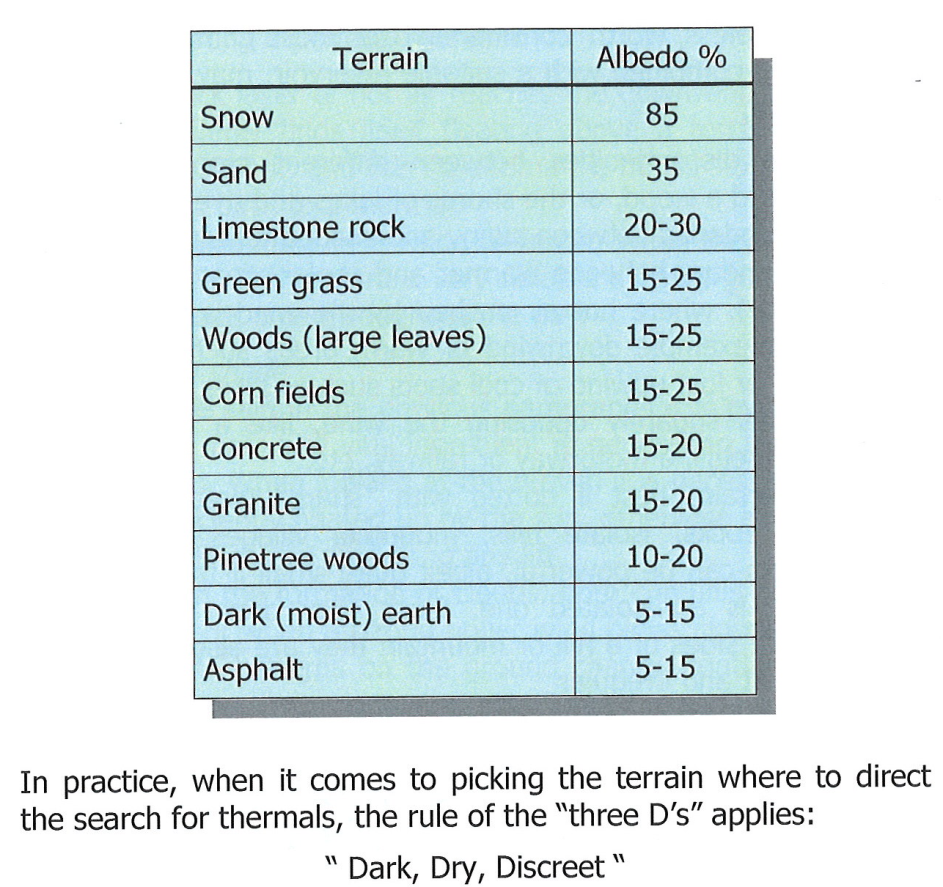 Terrain Albedo %
Snow 85
Sand 35
Limestone rock 20-30
Green grass 15-25
Woods (large leaves) 15-25
Corn fields 15-25
Concrete 15-20
Granite 15-20
Pinetree woods 10-20
Dark (moist) earth 5-15
Asphalt 5-15
In practice, when it comes to picking the terrain where to direct
the search for thermals, the rule of the “three D’s” applies:
“ Dark, Dry, Discreet “